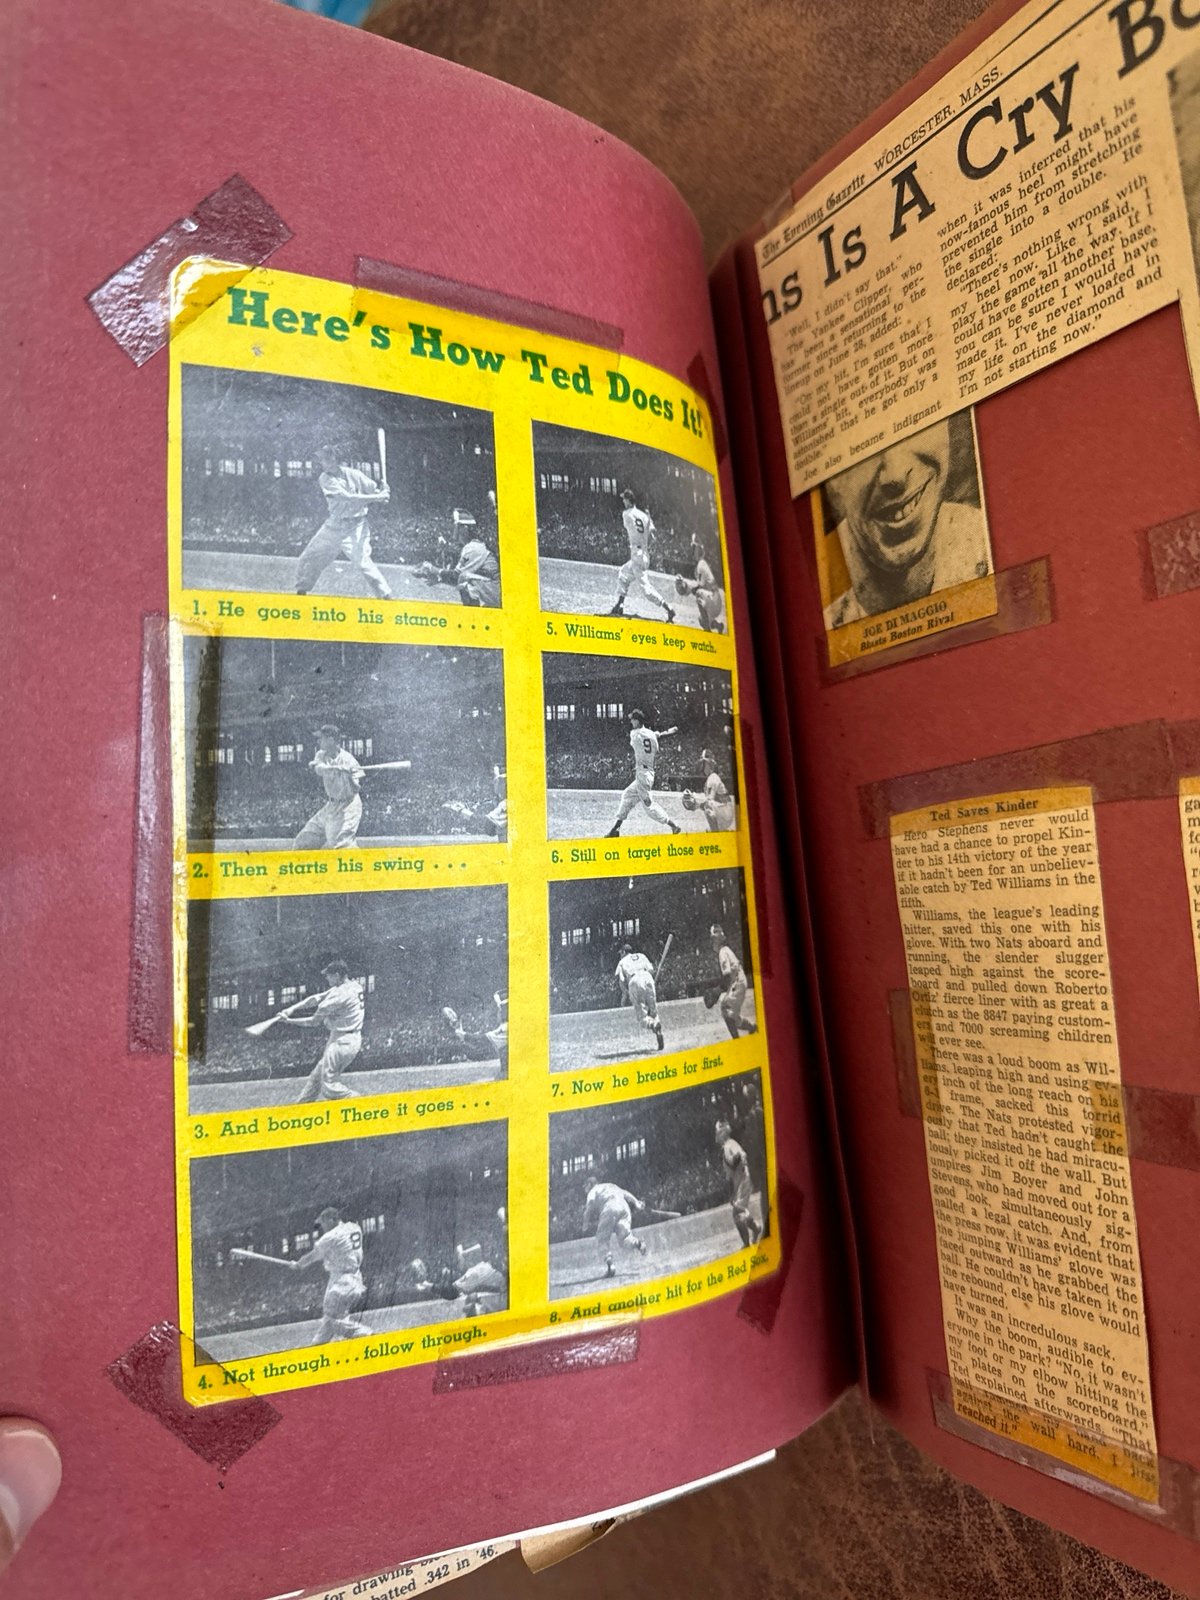 Here's How Ted Does It!
1. He goes into his stance . . .
2. Then starts his swing . . .
3. And bongo! There it goes . . .
4. Not through . . . follow through.
5. Williams' eyes keep watch.
6. Still on target those eyes.
7. Now he breaks for first.
8. And another hit for the Red Sox.
9
9
for drawing
batted .342 in '46.
The Evening Gazette WORCESTER, MASS.
ns Is A Cry B
"Well, I didn't say that."
The Yankee Clipper, who
has been a sensational per-
former since returning to the
lineup on June 28, added:
"On my hit, I'm sure that I
could not have gotten more
than a single out of it. But on
Williams' hit, everybody was
astonished that he got only a
double."
Joe also became indignant
when it was inferred that his
now-famous heel might have
prevented him from stretching
the single into a double. He
declared:
"There's nothing wrong with
my heel now. Like I said, I
play the game all the way. If I
could have gotten another base,
you can be sure I would have
made it. I've never loafed in
my life on the diamond and
I'm not starting now."
JOE DI MAGGIO
Blasts Boston Rival
Ted Saves Kinder
Hero Stephens never would
have had a chance to propel Kin-
der to his 14th victory of the year
if it hadn't been for an unbeliev-
able catch by Ted Williams in the
fifth.
Williams, the league's leading
hitter, saved this one with his
glove. With two Nats aboard and
running, the slender slugger
leaped high against the score-
board and pulled down Roberto
Ortiz' fierce liner with as great a
clutch as the 8847 paying custom-
ers and 7000 screaming children
will ever see.
There was a loud boom as Wil-
liams, leaping high and using ev-
ery inch of the long reach on his
6-3 frame, sacked this torrid
drive. The Nats protested vigor-
ously that Ted hadn't caught the
ball; they insisted he had miracu-
lously picked it off the wall. But
umpires Jim Boyer and John
Stevens, who had moved out for a
good look, simultaneously sig-
nalled a legal catch. And, from
the press row, it was evident that
the jumping Williams' glove was
faced outward as he grabbed the
ball. He couldn't have taken it on
the rebound, else his glove would
have turned.
It was an incredulous sack.
Why the boom, audible to ev-
eryone in the park? "No, it wasn't
my foot or my elbow hitting the
tin plates on the scoreboard,"
Ted explained afterwards. "That
ball slammed my hand back
against the wall hard. I just
reached it."